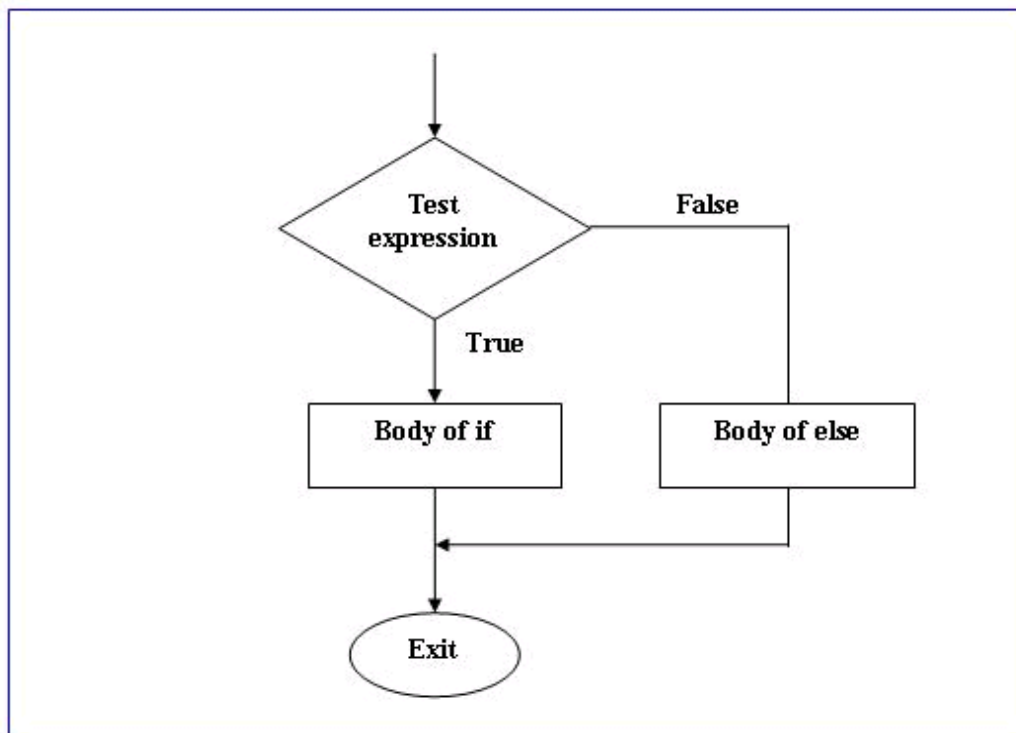 Test
expression
False
True
Body of if
Body of else
Exit